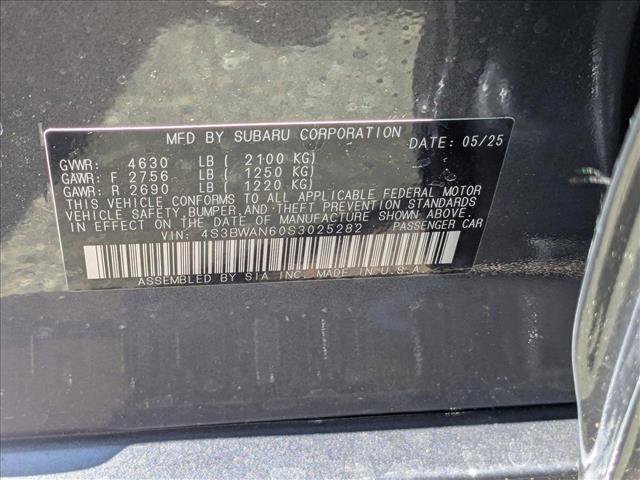 MFD BY SUBARU CORPORATION DATE: 05/25
GVWR: 4630 LB ( 2100 KG)
GAWR: F 2756 LB ( 1250 KG)
GAWR: R 2690 LB ( 1220 KG)
THIS VEHICLE CONFORMS TO ALL APPLICABLE FEDERAL MOTOR
VEHICLE SAFETY, BUMPER, AND THEFT PREVENTION STANDARDS
IN EFFECT ON THE DATE OF MANUFACTURE SHOWN ABOVE.
VIN: 4S3BWAN60S3025282 PASSENGER CAR
ASSEMBLED BY SIA INC. MADE IN U.S.A.